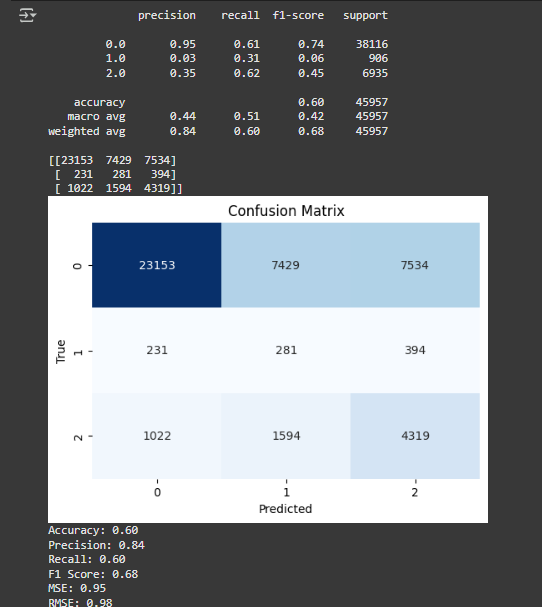 precision recall f1-score support
0.0 0.95 0.61 0.74 38116
1.0 0.03 0.31 0.06 906
2.0 0.35 0.62 0.45 6935
accuracy 0.60 45957
macro avg 0.44 0.51 0.42 45957
weighted avg 0.84 0.60 0.68 45957
[[23153 7429 7534]
[ 231 281 394]
[ 1022 1594 4319]]
Confusion Matrix
0 23153 7429 7534
True
1 231 281 394
2 1022 1594 4319
0 1 2
Predicted
Accuracy: 0.60
Precision: 0.84
Recall: 0.60
F1 Score: 0.68
MSE: 0.95
RMSE: 0.98